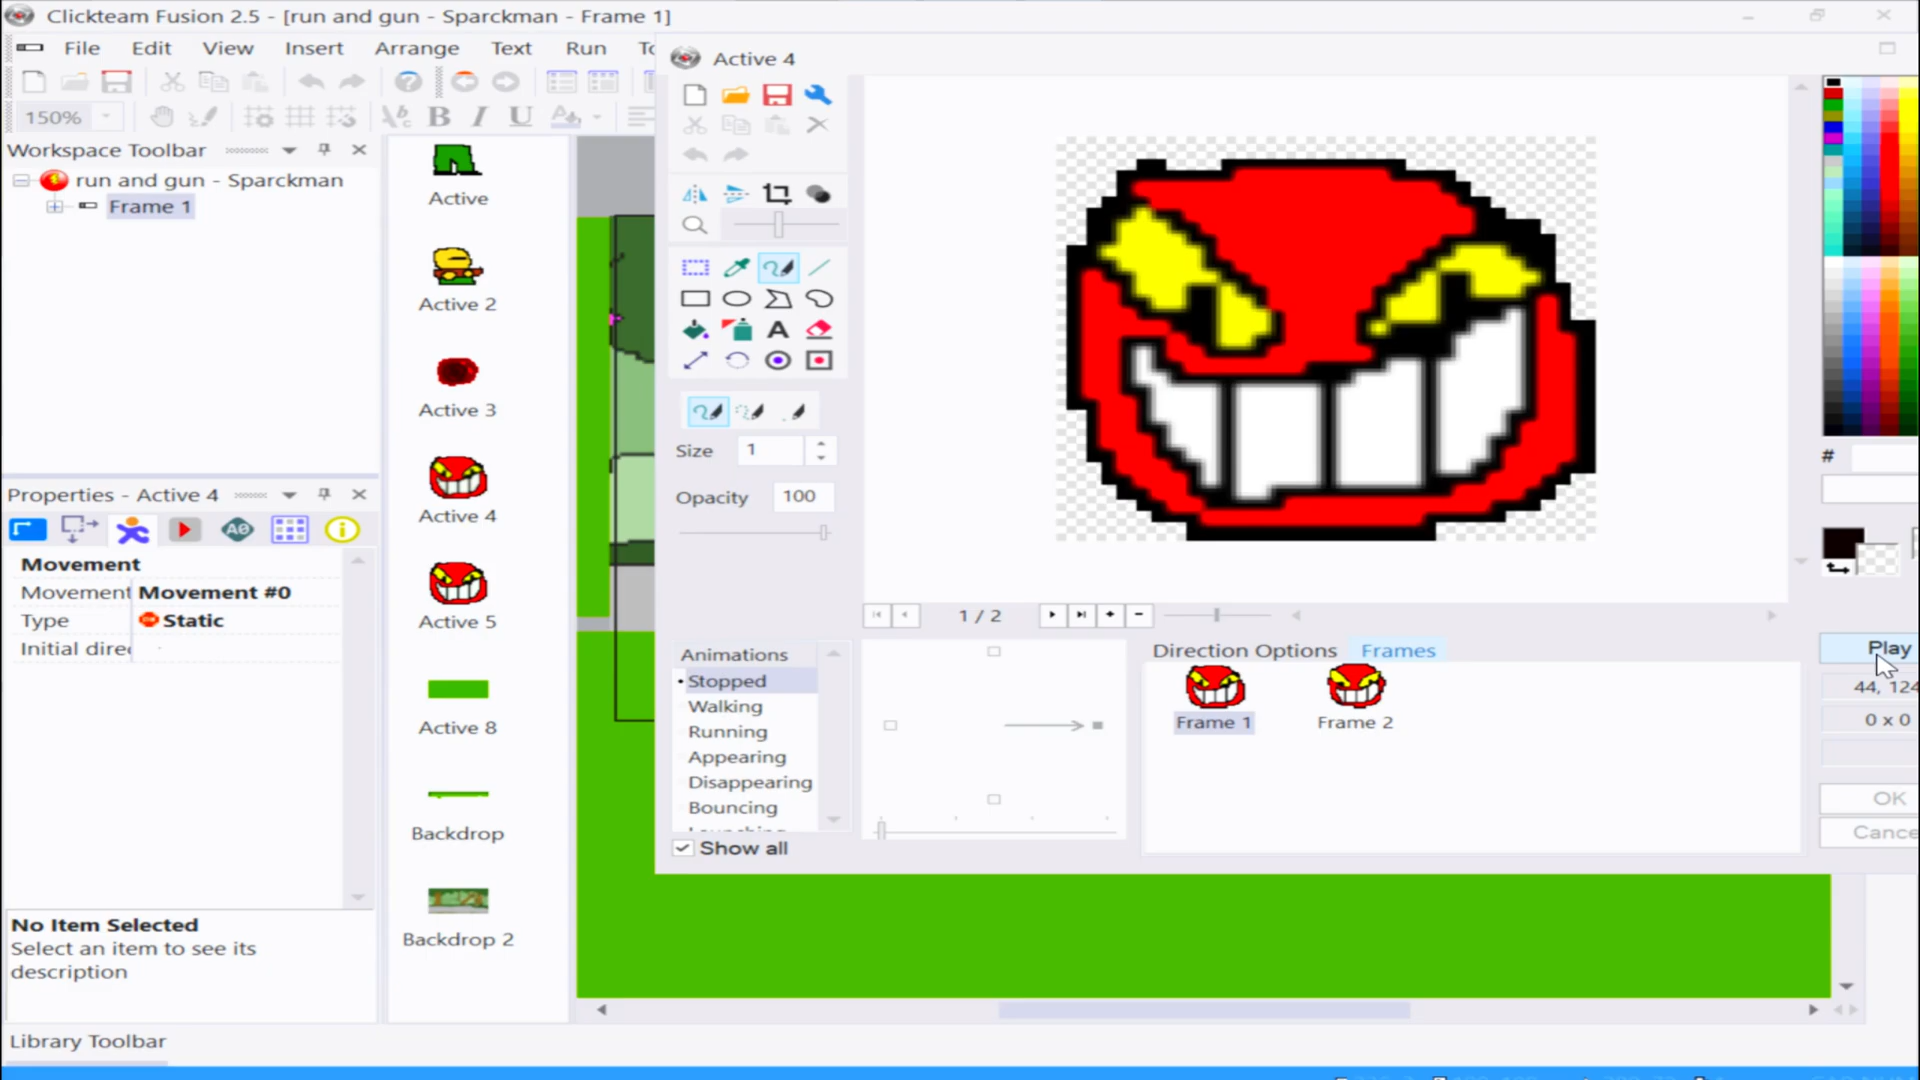 Clickteam Fusion 2.5 - [run and gun - Sparckman - Frame 1]
File Edit View Insert Arrange Text Run
Active 4
150%
B I U
Workspace Toolbar
run and gun - Sparckman
Frame 1
Active
Active 2
Active 3
Active 4
Active 5
Active 8
Backdrop
Backdrop 2
A
Size 1
Opacity 100
#
Properties - Active 4
Movement
Movement Movement #0
Type Static
1 / 2
Animations
Stopped
Walking
Running
Appearing
Disappearing
Bouncing
Show all
Direction Options Frames
Frame 1 Frame 2
Play
44, 124
0 x 0
OK
No Item Selected
Select an item to see its
description
Library Toolbar